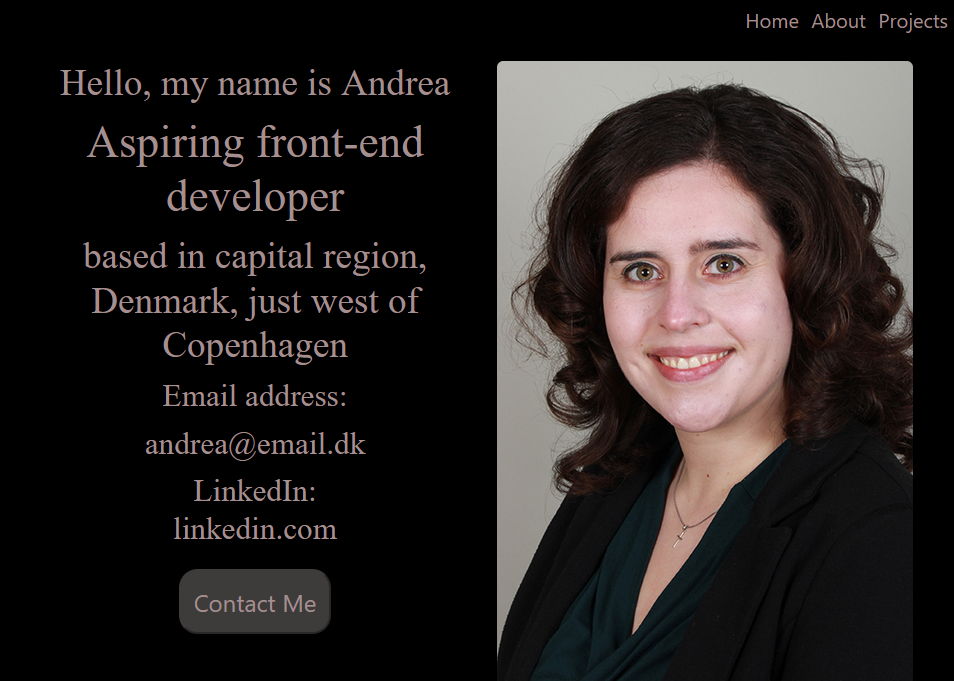 Home About Projects
Hello, my name is Andrea
Aspiring front-end
developer
based in capital region,
Denmark, just west of
Copenhagen
Email address:
andrea@email.dk
LinkedIn:
linkedin.com
Contact Me